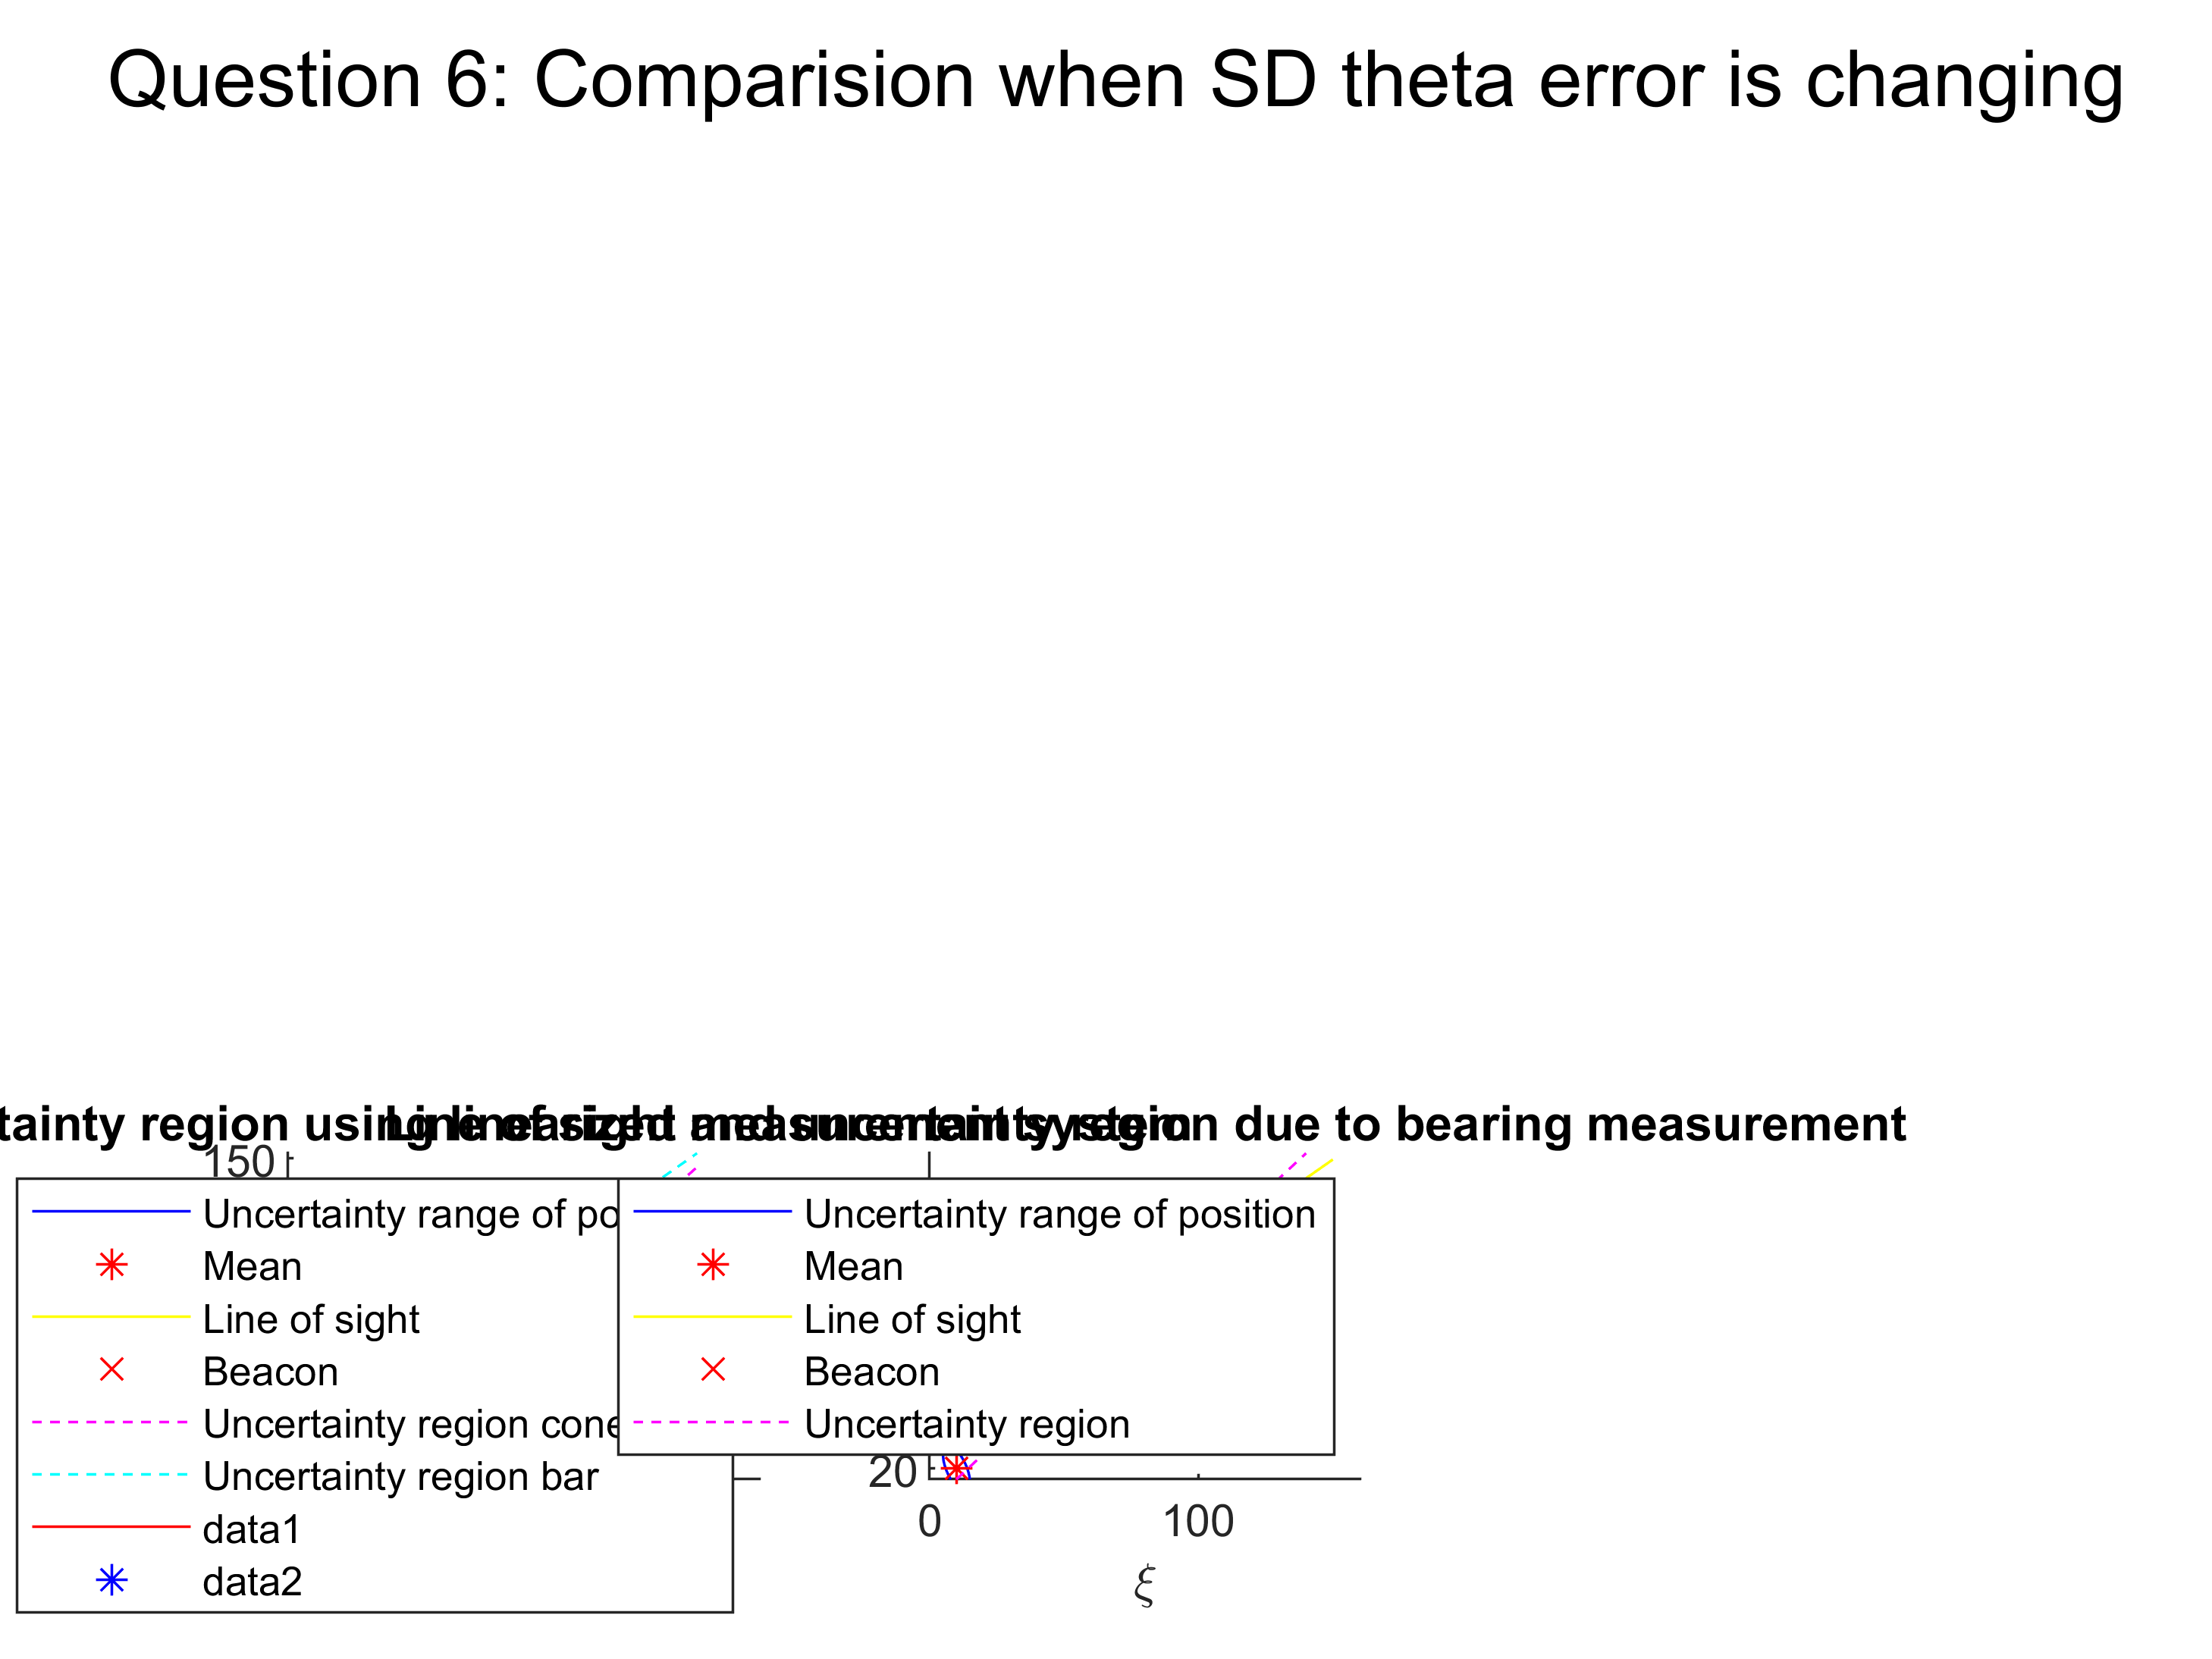 Question 6: Comparision when SD theta error is changing
tainty region using linearized measurement system
Line of sight and uncertainty region due to bearing measurement
150
Uncertainty range of po
Mean
Line of sight
Beacon
Uncertainty region cone
Uncertainty region bar
data1
data2
Uncertainty range of position
Mean
Line of sight
Beacon
Uncertainty region
20
0
100
ξ